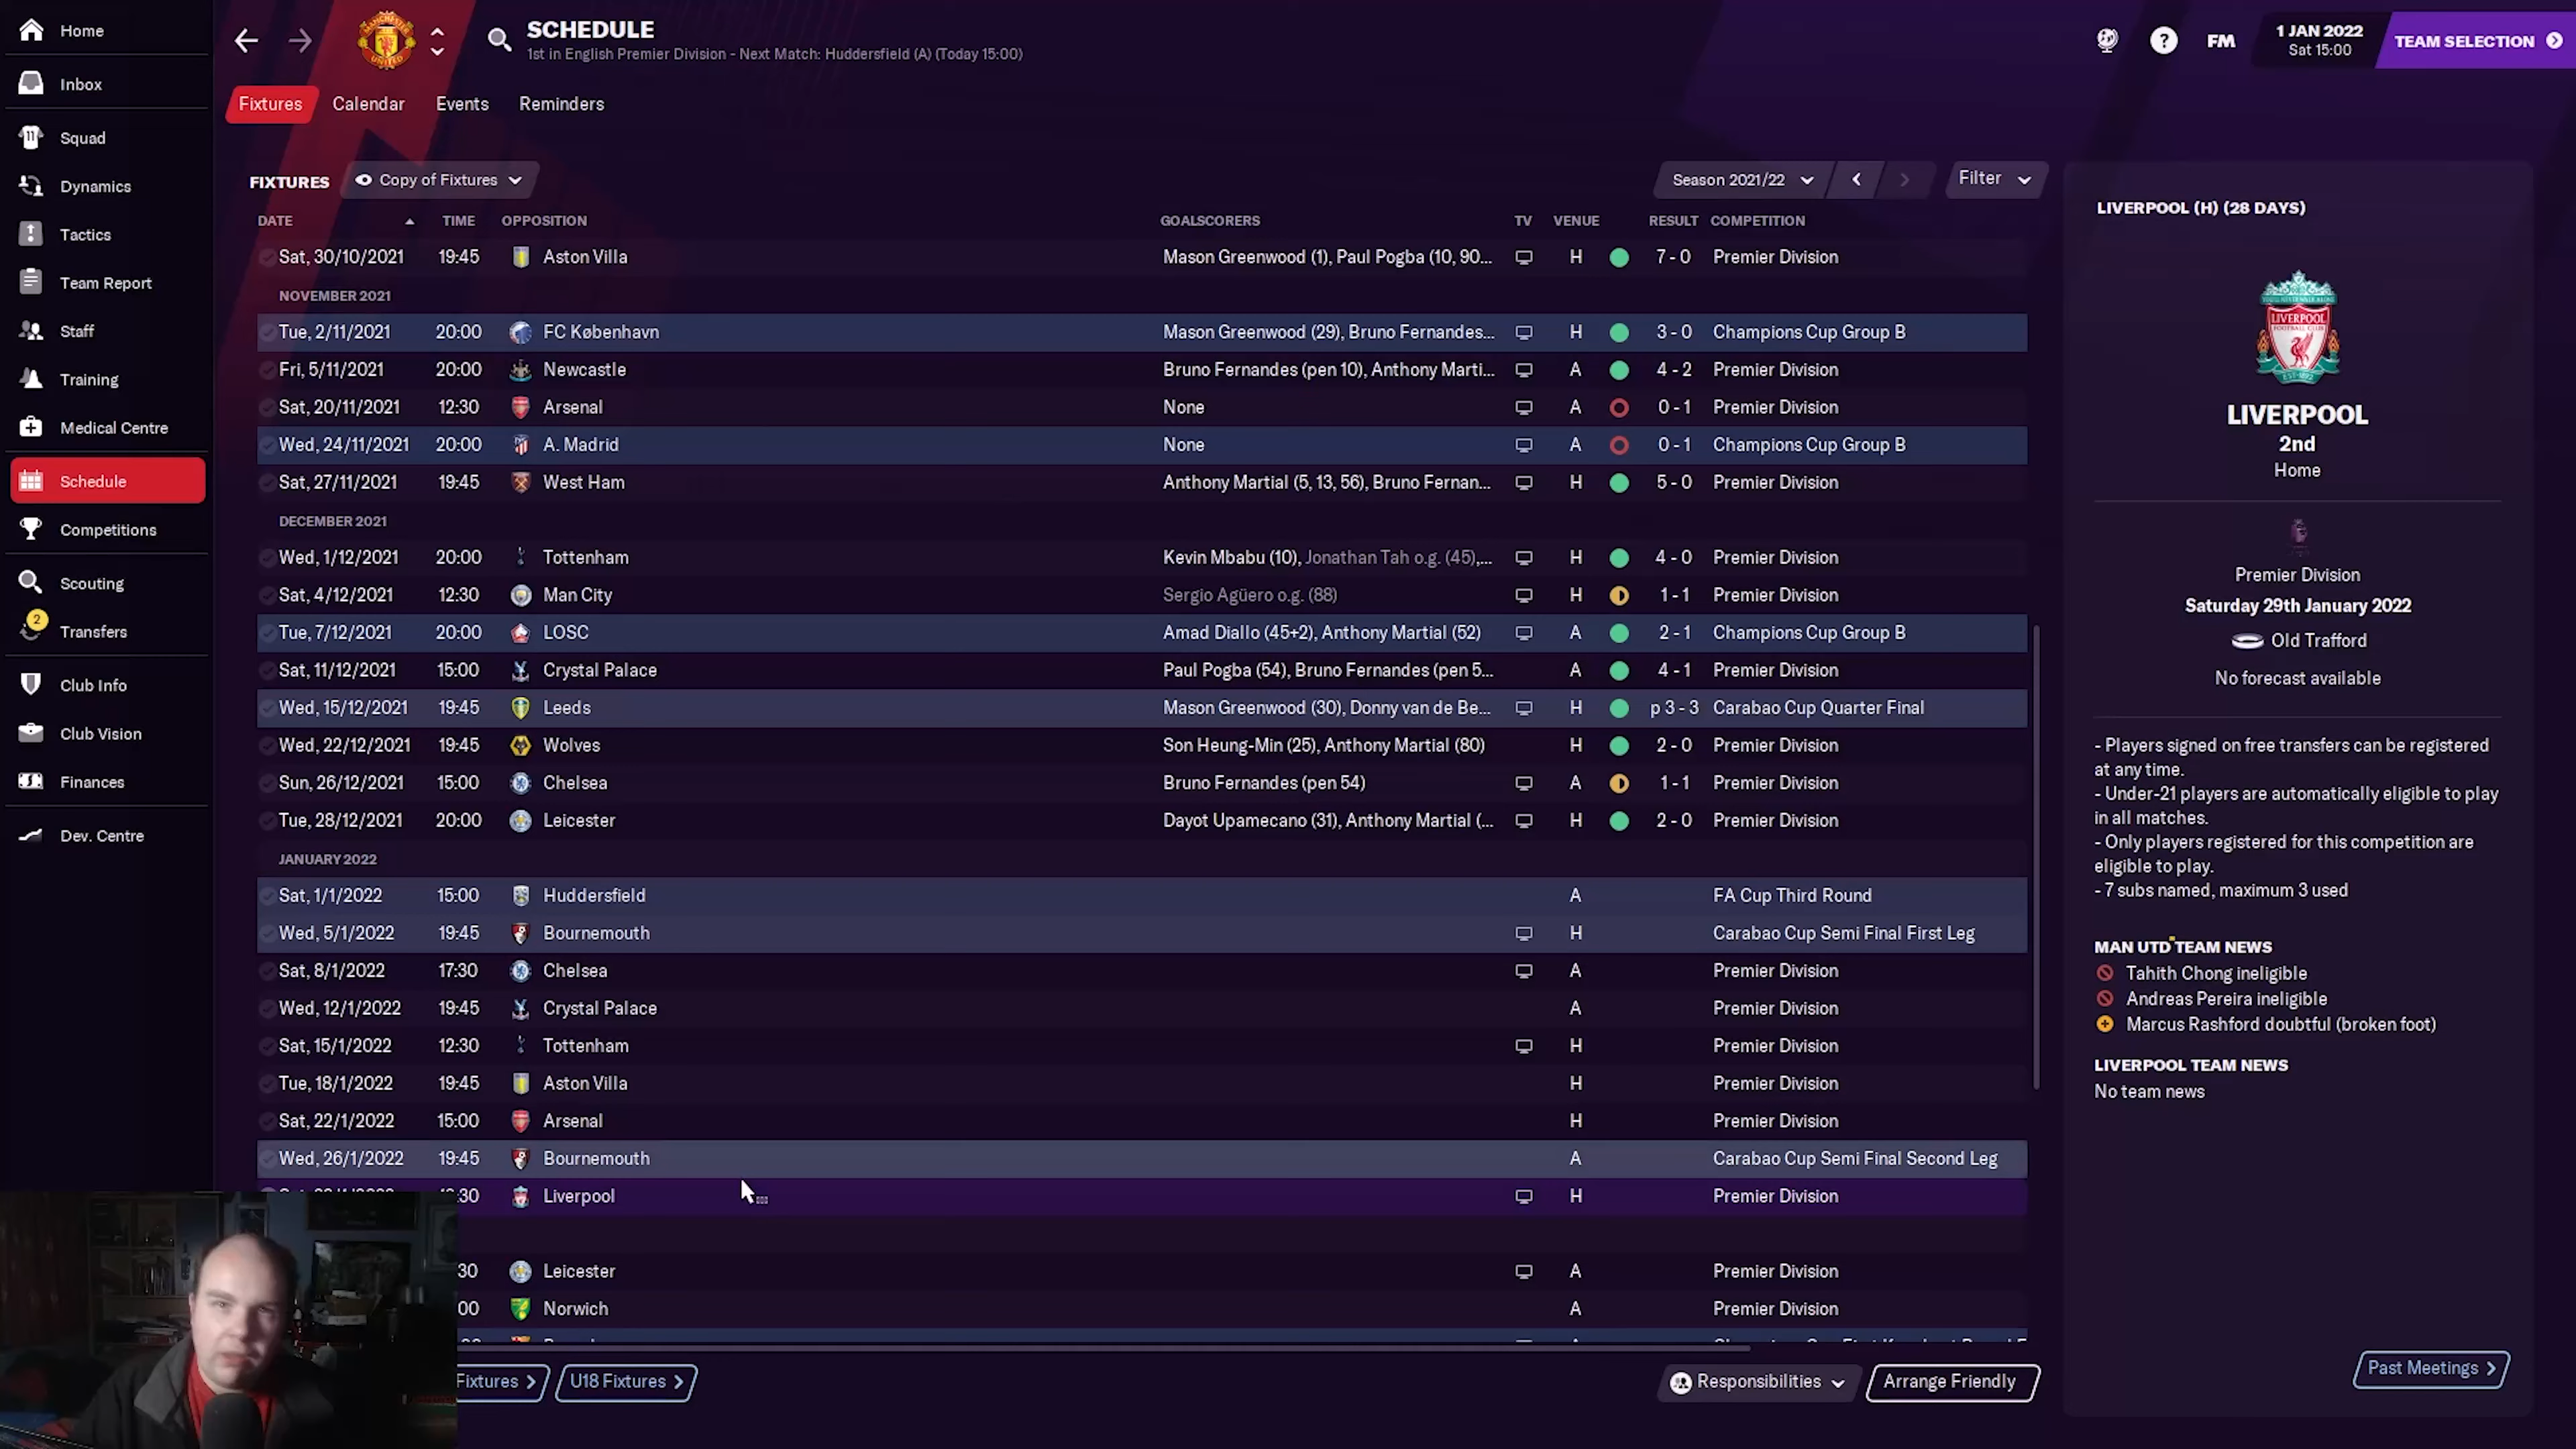 Home
Inbox
Squad
Dynamics
Tactics
Team Report
Staff
Training
Medical Centre
Schedule
Competitions
Scouting
2
Transfers
Club Info
Club Vision
Finances
Dev. Centre
SCHEDULE
1st in English Premier Division - Next Match: Huddersfield (A) (Today 15:00)
FM
1 JAN 2022
Sat 15:00
TEAM SELECTION
Fixtures Calendar Events Reminders
FIXTURES Copy of Fixtures Season 2021/22 Filter
DATE TIME OPPOSITION GOALSCORERS TV VENUE RESULT COMPETITION
Sat, 30/10/2021 19:45 Aston Villa Mason Greenwood (1), Paul Pogba (10, 90... H 7 - 0 Premier Division
NOVEMBER 2021
Tue, 2/11/2021 20:00 FC København Mason Greenwood (29), Bruno Fernandes... H 3 - 0 Champions Cup Group B
Fri, 5/11/2021 20:00 Newcastle Bruno Fernandes (pen 10), Anthony Marti... A 4 - 2 Premier Division
Sat, 20/11/2021 12:30 Arsenal None A 0 - 1 Premier Division
Wed, 24/11/2021 20:00 A. Madrid None A 0 - 1 Champions Cup Group B
Sat, 27/11/2021 19:45 West Ham Anthony Martial (5, 13, 56), Bruno Fernan... H 5 - 0 Premier Division
DECEMBER 2021
Wed, 1/12/2021 20:00 Tottenham Kevin Mbabu (10), Jonathan Tah o.g. (45),... H 4 - 0 Premier Division
Sat, 4/12/2021 12:30 Man City Sergio Agüero o.g. (88) H 1 - 1 Premier Division
Tue, 7/12/2021 20:00 LOSC Amad Diallo (45+2), Anthony Martial (52) A 2 - 1 Champions Cup Group B
Sat, 11/12/2021 15:00 Crystal Palace Paul Pogba (54), Bruno Fernandes (pen 5... A 4 - 1 Premier Division
Wed, 15/12/2021 19:45 Leeds Mason Greenwood (30), Donny van de Be... H p 3 - 3 Carabao Cup Quarter Final
Wed, 22/12/2021 19:45 Wolves Son Heung-Min (25), Anthony Martial (80) H 2 - 0 Premier Division
Sun, 26/12/2021 15:00 Chelsea Bruno Fernandes (pen 54) A 1 - 1 Premier Division
Tue, 28/12/2021 20:00 Leicester Dayot Upamecano (31), Anthony Martial (... H 2 - 0 Premier Division
JANUARY 2022
Sat, 1/1/2022 15:00 Huddersfield A FA Cup Third Round
Wed, 5/1/2022 19:45 Bournemouth H Carabao Cup Semi Final First Leg
Sat, 8/1/2022 17:30 Chelsea A Premier Division
Wed, 12/1/2022 19:45 Crystal Palace A Premier Division
Sat, 15/1/2022 12:30 Tottenham H Premier Division
Tue, 18/1/2022 19:45 Aston Villa H Premier Division
Sat, 22/1/2022 15:00 Arsenal H Premier Division
Wed, 26/1/2022 19:45 Bournemouth A Carabao Cup Semi Final Second Leg
:30 Liverpool H Premier Division
30 Leicester A Premier Division
00 Norwich A Premier Division
Fixtures U18 Fixtures Responsibilities Arrange Friendly
LIVERPOOL (H) (28 DAYS)
LIVERPOOL
FOOTBALL CLUB
LIVERPOOL
2nd
Home
Premier Division
Saturday 29th January 2022
Old Trafford
No forecast available
- Players signed on free transfers can be registered
at any time.
- Under-21 players are automatically eligible to play
in all matches.
- Only players registered for this competition are
eligible to play.
- 7 subs named, maximum 3 used
MAN UTD TEAM NEWS
Tahith Chong ineligible
Andreas Pereira ineligible
Marcus Rashford doubtful (broken foot)
LIVERPOOL TEAM NEWS
No team news
Past Meetings